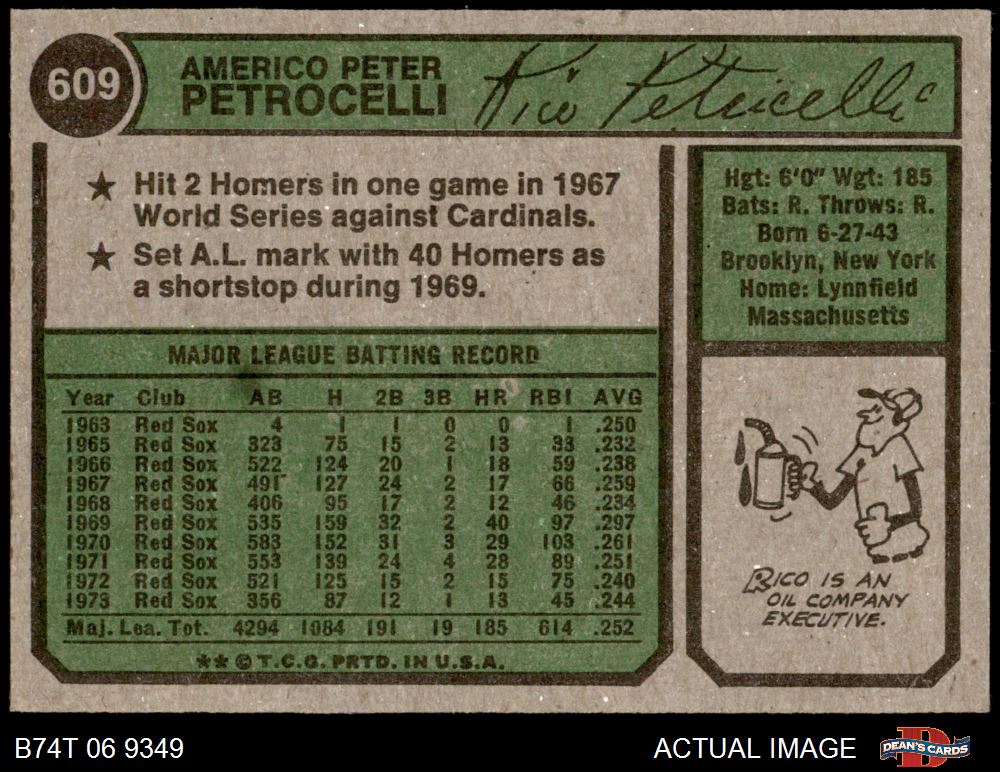 609
AMERICO PETER
PETROCELLI
Rico Petrocelli
★ Hit 2 Homers in one game in 1967
World Series against Cardinals.
★ Set A.L. mark with 40 Homers as
a shortstop during 1969.
Hgt: 6'0" Wgt: 185
Bats: R. Throws: R.
Born 6-27-43
Brooklyn, New York
Home: Lynnfield
Massachusetts
MAJOR LEAGUE BATTING RECORD
Year Club AB H 2B 3B HR RBI AVG
1963 Red Sox 4 1 1 0 0 1 .250
1965 Red Sox 323 75 15 2 13 33 .232
1966 Red Sox 522 124 20 1 18 59 .238
1967 Red Sox 491 127 24 2 17 66 .259
1968 Red Sox 406 95 17 2 12 46 .234
1969 Red Sox 535 159 32 2 40 97 .297
1970 Red Sox 583 152 31 3 29 103 .261
1971 Red Sox 553 139 24 4 28 89 .251
1972 Red Sox 521 125 15 2 15 75 .240
1973 Red Sox 356 87 12 1 13 45 .244
Maj. Lea. Tot. 4294 1084 191 19 185 614 .252
★★ © T.C.G. PRTD. IN U.S.A.
RICO IS AN
OIL COMPANY
EXECUTIVE.
B74T 06 9349
ACTUAL IMAGE
DEAN'S CARDS